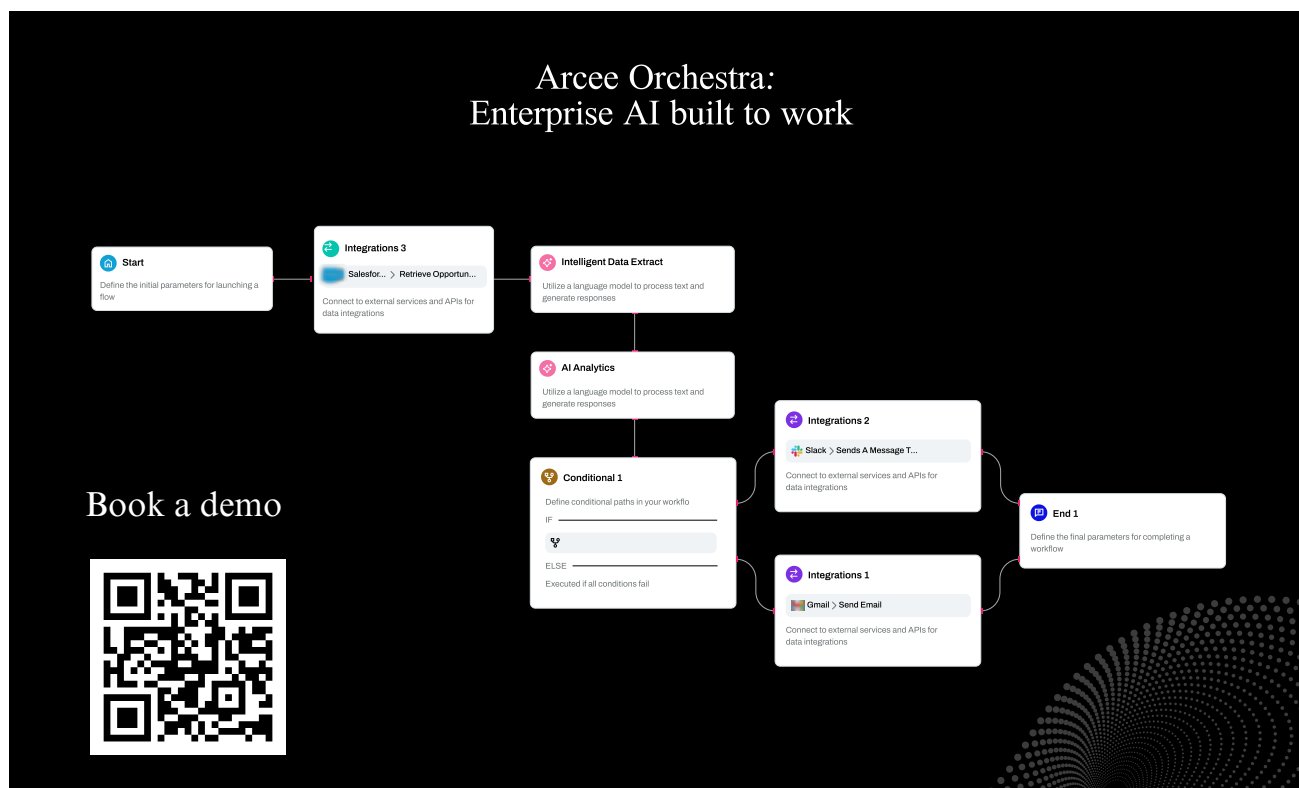 Arcee Orchestra:
Enterprise AI built to work
Start
Define the initial parameters for launching a
flow
Integrations 3
Salesfor... > Retrieve Opportun...
Connect to external services and APIs for
data integrations
Intelligent Data Extract
Utilize a language model to process text and
generate responses
AI Analytics
Utilize a language model to process text and
generate responses
Conditional 1
Define conditional paths in your workflo
IF
ELSE
Executed if all conditions fail
Integrations 2
Slack > Sends A Message T...
Connect to external services and APIs for
data integrations
Integrations 1
Gmail > Send Email
Connect to external services and APIs for
data integrations
End 1
Define the final parameters for completing a
workflow
Book a demo